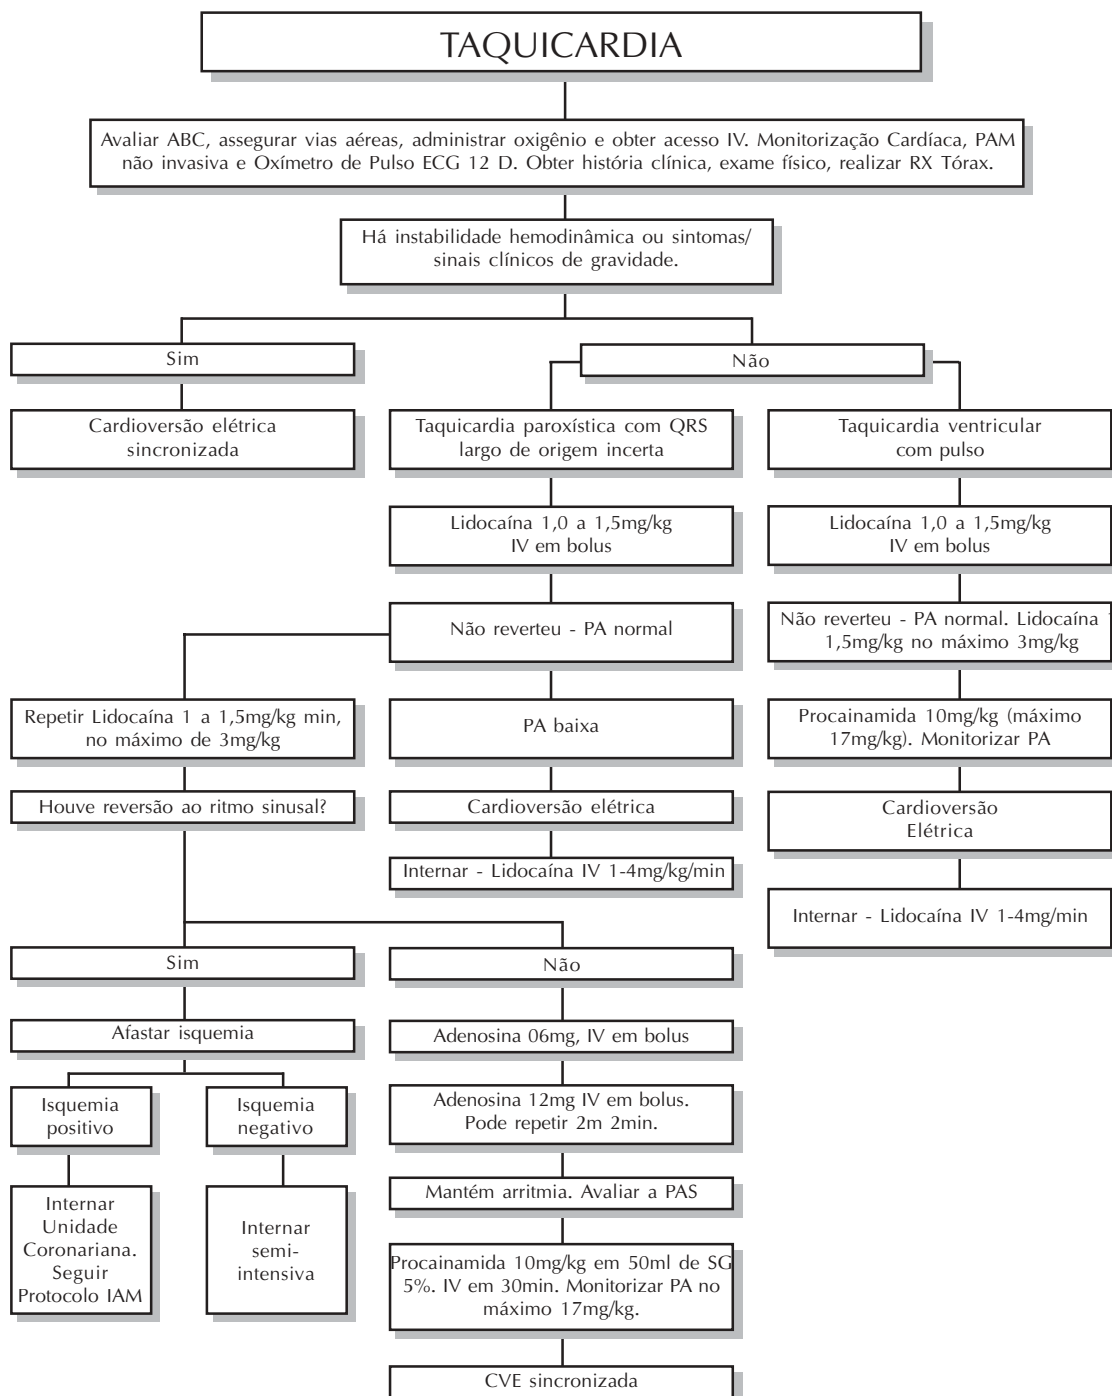 TAQUICARDIA
Avaliar ABC, assegurar vias aéreas, administrar oxigênio e obter acesso IV. Monitorização Cardíaca, PAM
não invasiva e Oxímetro de Pulso ECG 12 D. Obter história clínica, exame físico, realizar RX Tórax.
Há instabilidade hemodinâmica ou sintomas/
sinais clínicos de gravidade.
Sim
Não
Cardioversão elétrica
sincronizada
Taquicardia paroxística com QRS
largo de origem incerta
Taquicardia ventricular
com pulso
Lidocaína 1,0 a 1,5mg/kg
IV em bolus
Lidocaína 1,0 a 1,5mg/kg
IV em bolus
Não reverteu - PA normal
Não reverteu - PA normal. Lidocaína
1,5mg/kg no máximo 3mg/kg
Repetir Lidocaína 1 a 1,5mg/kg min,
no máximo de 3mg/kg
PA baixa
Procainamida 10mg/kg (máximo
17mg/kg). Monitorizar PA
Houve reversão ao ritmo sinusal?
Cardioversão elétrica
Cardioversão
Elétrica
Internar - Lidocaína IV 1-4mg/kg/min
Internar - Lidocaína IV 1-4mg/min
Sim
Não
Afastar isquemia
Adenosina 06mg, IV em bolus
Isquemia
positivo
Isquemia
negativo
Adenosina 12mg IV em bolus.
Pode repetir 2m 2min.
Internar
Unidade
Coronariana.
Seguir
Protocolo IAM
Internar
semi-
intensiva
Mantém arritmia. Avaliar a PAS
Procainamida 10mg/kg em 50ml de SG
5%. IV em 30min. Monitorizar PA no
máximo 17mg/kg.
CVE sincronizada